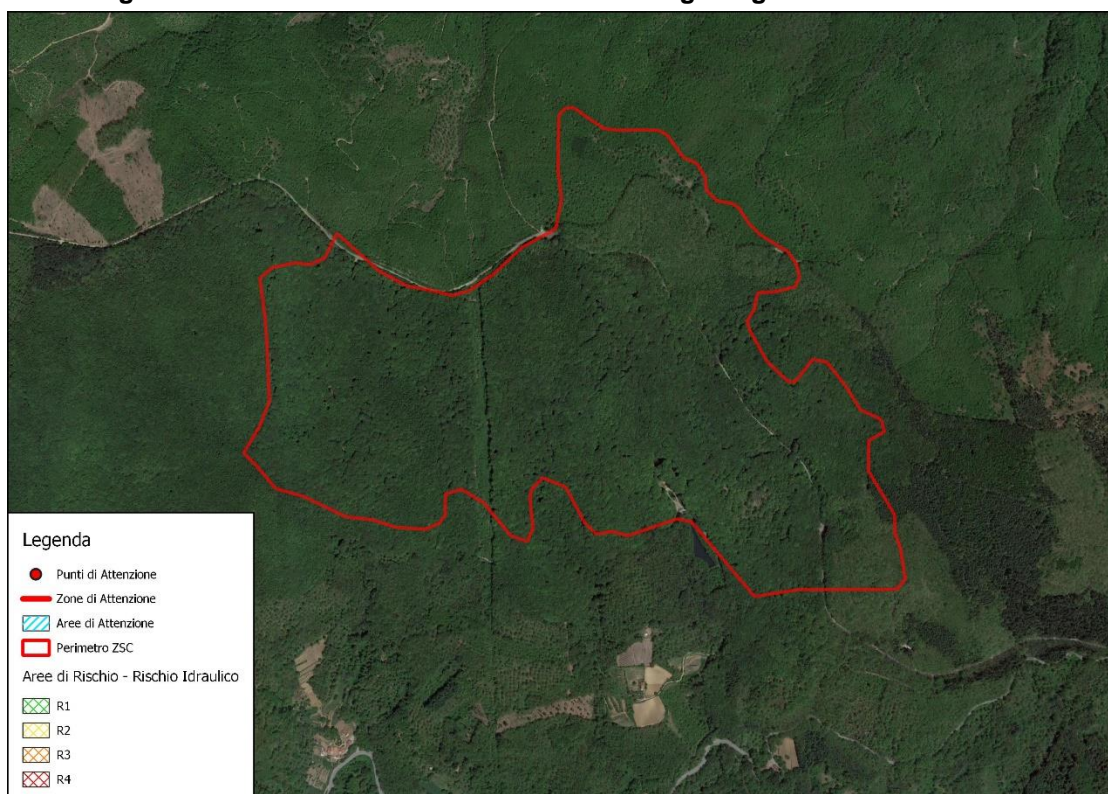 Legenda
Punti di Attenzione
Zone di Attenzione
Aree di Attenzione
Perimetro ZSC
Aree di Rischio - Rischio Idraulico
R1
R2
R3
R4